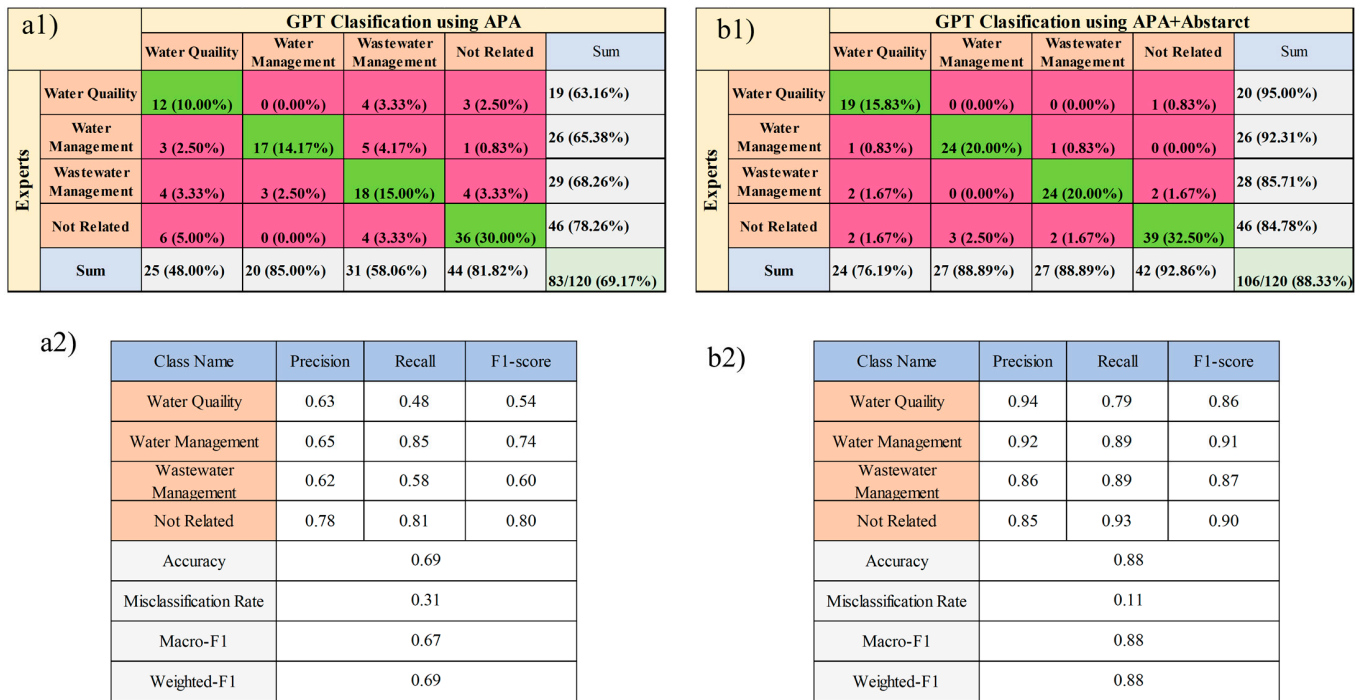 a1)
GPT Clasification using APA
Water Quaility Water Management Wastewater Management Not Related Sum
Experts
Water Quaility 12 (10.00%) 0 (0.00%) 4 (3.33%) 3 (2.50%) 19 (63.16%)
Water Management 3 (2.50%) 17 (14.17%) 5 (4.17%) 1 (0.83%) 26 (65.38%)
Wastewater Management 4 (3.33%) 3 (2.50%) 18 (15.00%) 4 (3.33%) 29 (68.26%)
Not Related 6 (5.00%) 0 (0.00%) 4 (3.33%) 36 (30.00%) 46 (78.26%)
Sum 25 (48.00%) 20 (85.00%) 31 (58.06%) 44 (81.82%) 83/120 (69.17%)
b1)
GPT Clasification using APA+Abstarct
Water Quaility Water Management Wastewater Management Not Related Sum
Experts
Water Quaility 19 (15.83%) 0 (0.00%) 0 (0.00%) 1 (0.83%) 20 (95.00%)
Water Management 1 (0.83%) 24 (20.00%) 1 (0.83%) 0 (0.00%) 26 (92.31%)
Wastewater Management 2 (1.67%) 0 (0.00%) 24 (20.00%) 2 (1.67%) 28 (85.71%)
Not Related 2 (1.67%) 3 (2.50%) 2 (1.67%) 39 (32.50%) 46 (84.78%)
Sum 24 (76.19%) 27 (88.89%) 27 (88.89%) 42 (92.86%) 106/120 (88.33%)
a2)
Class Name Precision Recall F1-score
Water Quaility 0.63 0.48 0.54
Water Management 0.65 0.85 0.74
Wastewater Management 0.62 0.58 0.60
Not Related 0.78 0.81 0.80
Accuracy 0.69
Misclassification Rate 0.31
Macro-F1 0.67
Weighted-F1 0.69
b2)
Class Name Precision Recall F1-score
Water Quaility 0.94 0.79 0.86
Water Management 0.92 0.89 0.91
Wastewater Management 0.86 0.89 0.87
Not Related 0.85 0.93 0.90
Accuracy 0.88
Misclassification Rate 0.11
Macro-F1 0.88
Weighted-F1 0.88